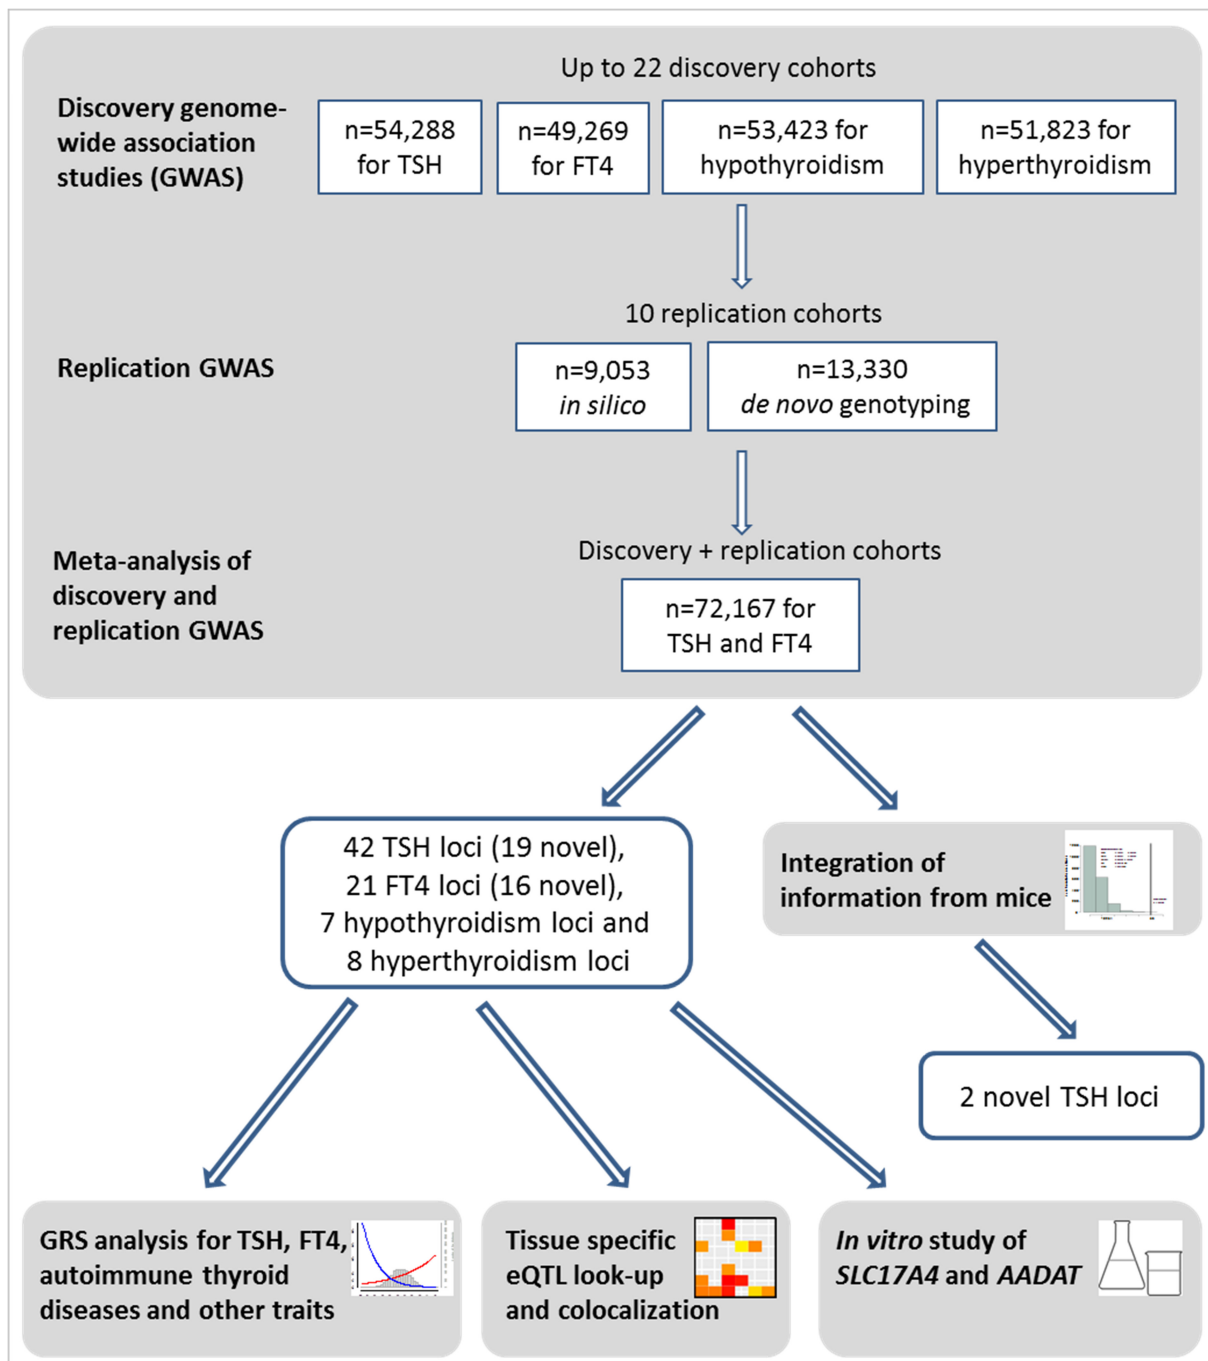 Up to 22 discovery cohorts
Discovery genome-
wide association
studies (GWAS)
n=54,288
for TSH
n=49,269
for FT4
n=53,423 for
hypothyroidism
n=51,823 for
hyperthyroidism
10 replication cohorts
Replication GWAS
n=9,053
in silico
n=13,330
de novo genotyping
Meta-analysis of
discovery and
replication GWAS
Discovery + replication cohorts
n=72,167 for
TSH and FT4
42 TSH loci (19 novel),
21 FT4 loci (16 novel),
7 hypothyroidism loci and
8 hyperthyroidism loci
Integration of
information from mice
2 novel TSH loci
GRS analysis for TSH, FT4,
autoimmune thyroid
diseases and other traits
Tissue specific
eQTL look-up
and colocalization
In vitro study of
SLC17A4 and AADAT